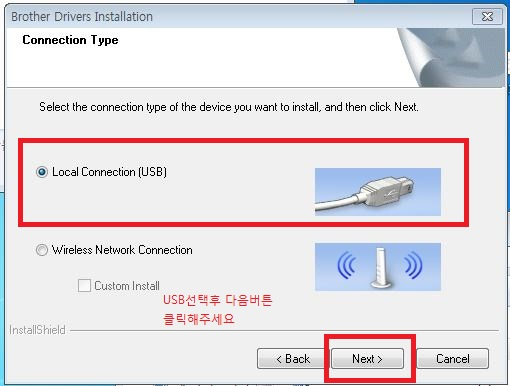 Brother Drivers Installation
Connection Type
Select the connection type of the device you want to install, and then click Next.
Local Connection (USB)
Wireless Network Connection
Custom Install
USB선택후 다음버튼
클릭해주세요
InstallShield
< Back
Next >
Cancel